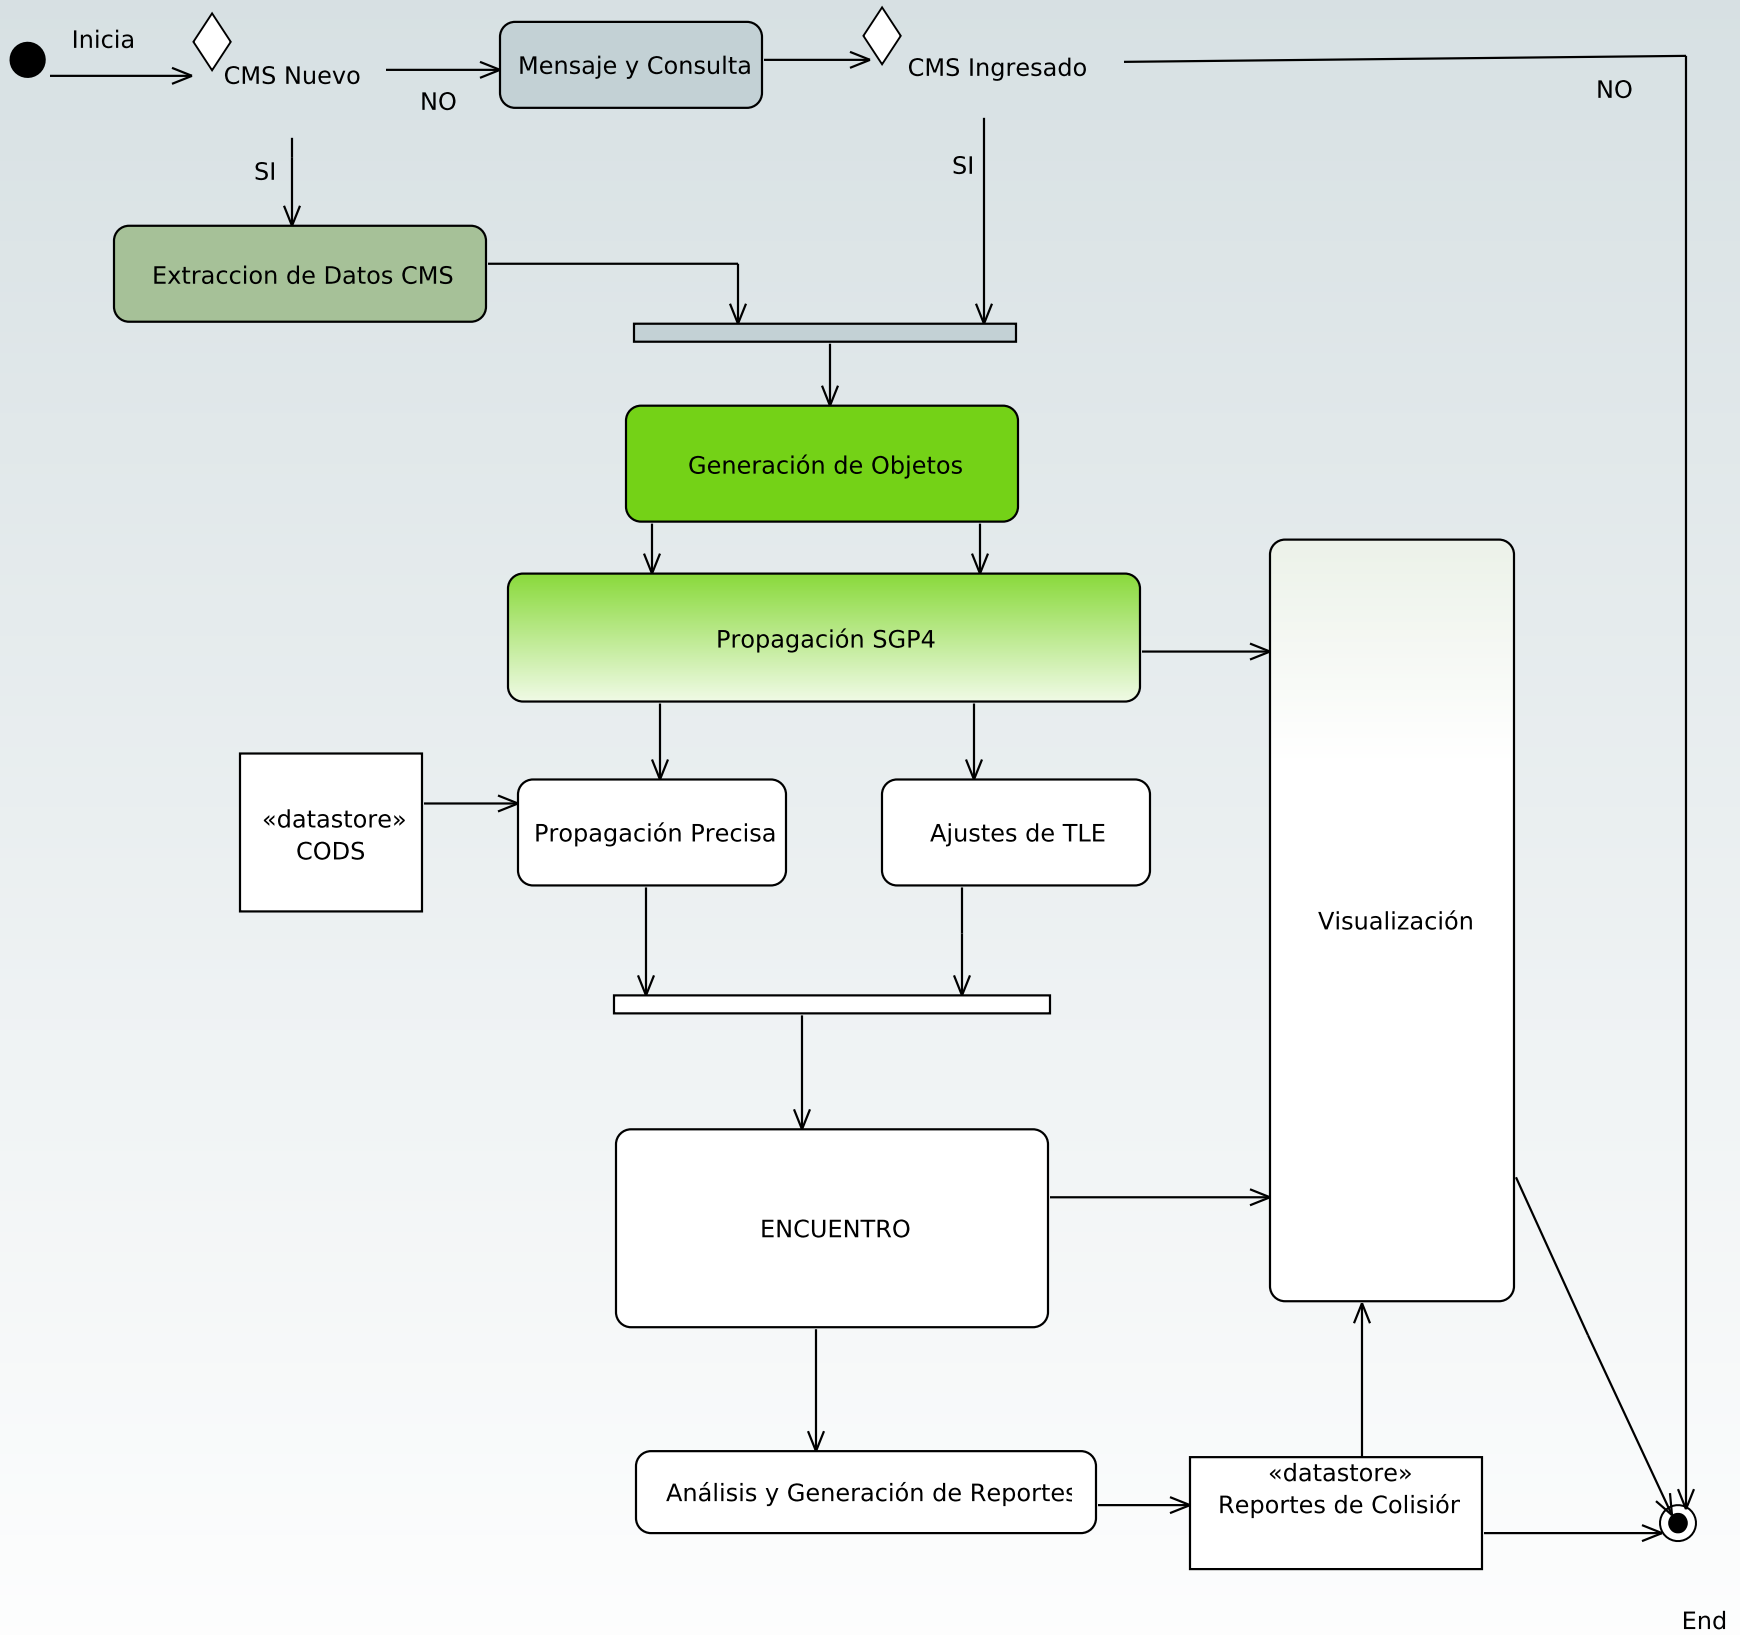 Inicia
CMS Nuevo
NO
Mensaje y Consulta
CMS Ingresado
NO
SI
SI
Extraccion de Datos CMS
Generación de Objetos
Propagación SGP4
«datastore»
CODS
Propagación Precisa
Ajustes de TLE
Visualización
ENCUENTRO
Análisis y Generación de Reportes
«datastore»
Reportes de Colisiór
End